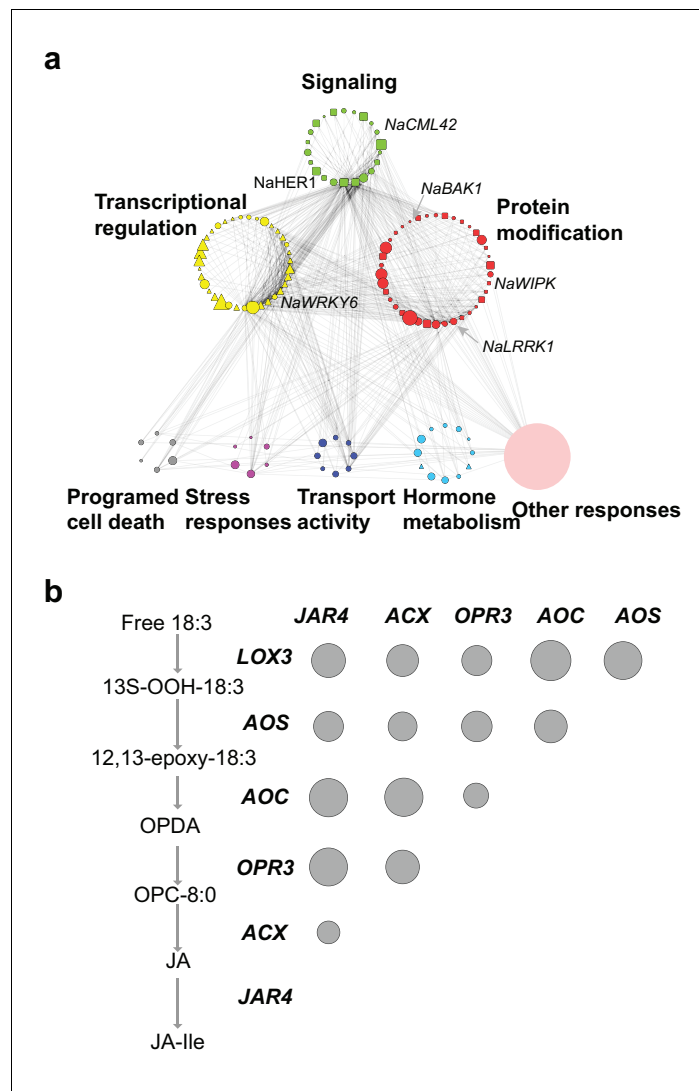 a
Signaling
NaCML42
NaHER1
NaBAK1
Transcriptional
regulation
Protein
modification
NaWIPK
NaWRKY6
NaLRRK1
Programed
cell death
Stress
responses
Transport
activity
Hormone
metabolism
Other responses
b
JAR4 ACX OPR3 AOC AOS
Free 18:3
LOX3
13S-OOH-18:3
AOS
12,13-epoxy-18:3
AOC
OPDA
OPR3
OPC-8:0
ACX
JA
JAR4
JA-Ile